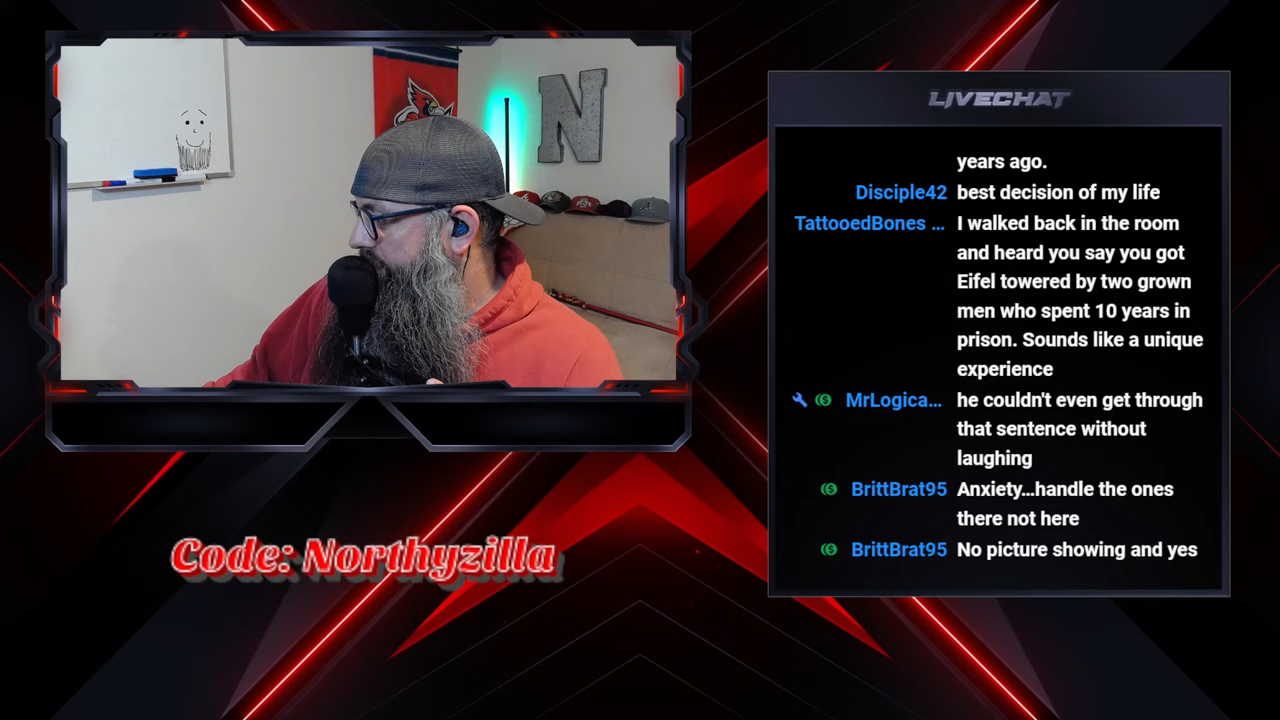 N
LIVECHAT
years ago.
Disciple42 best decision of my life
TattooedBones ... I walked back in the room
and heard you say you got
Eifel towered by two grown
men who spent 10 years in
prison. Sounds like a unique
experience
MrLogica... he couldn't even get through
that sentence without
laughing
BrittBrat95 Anxiety...handle the ones
there not here
BrittBrat95 No picture showing and yes
Code: Northyzilla